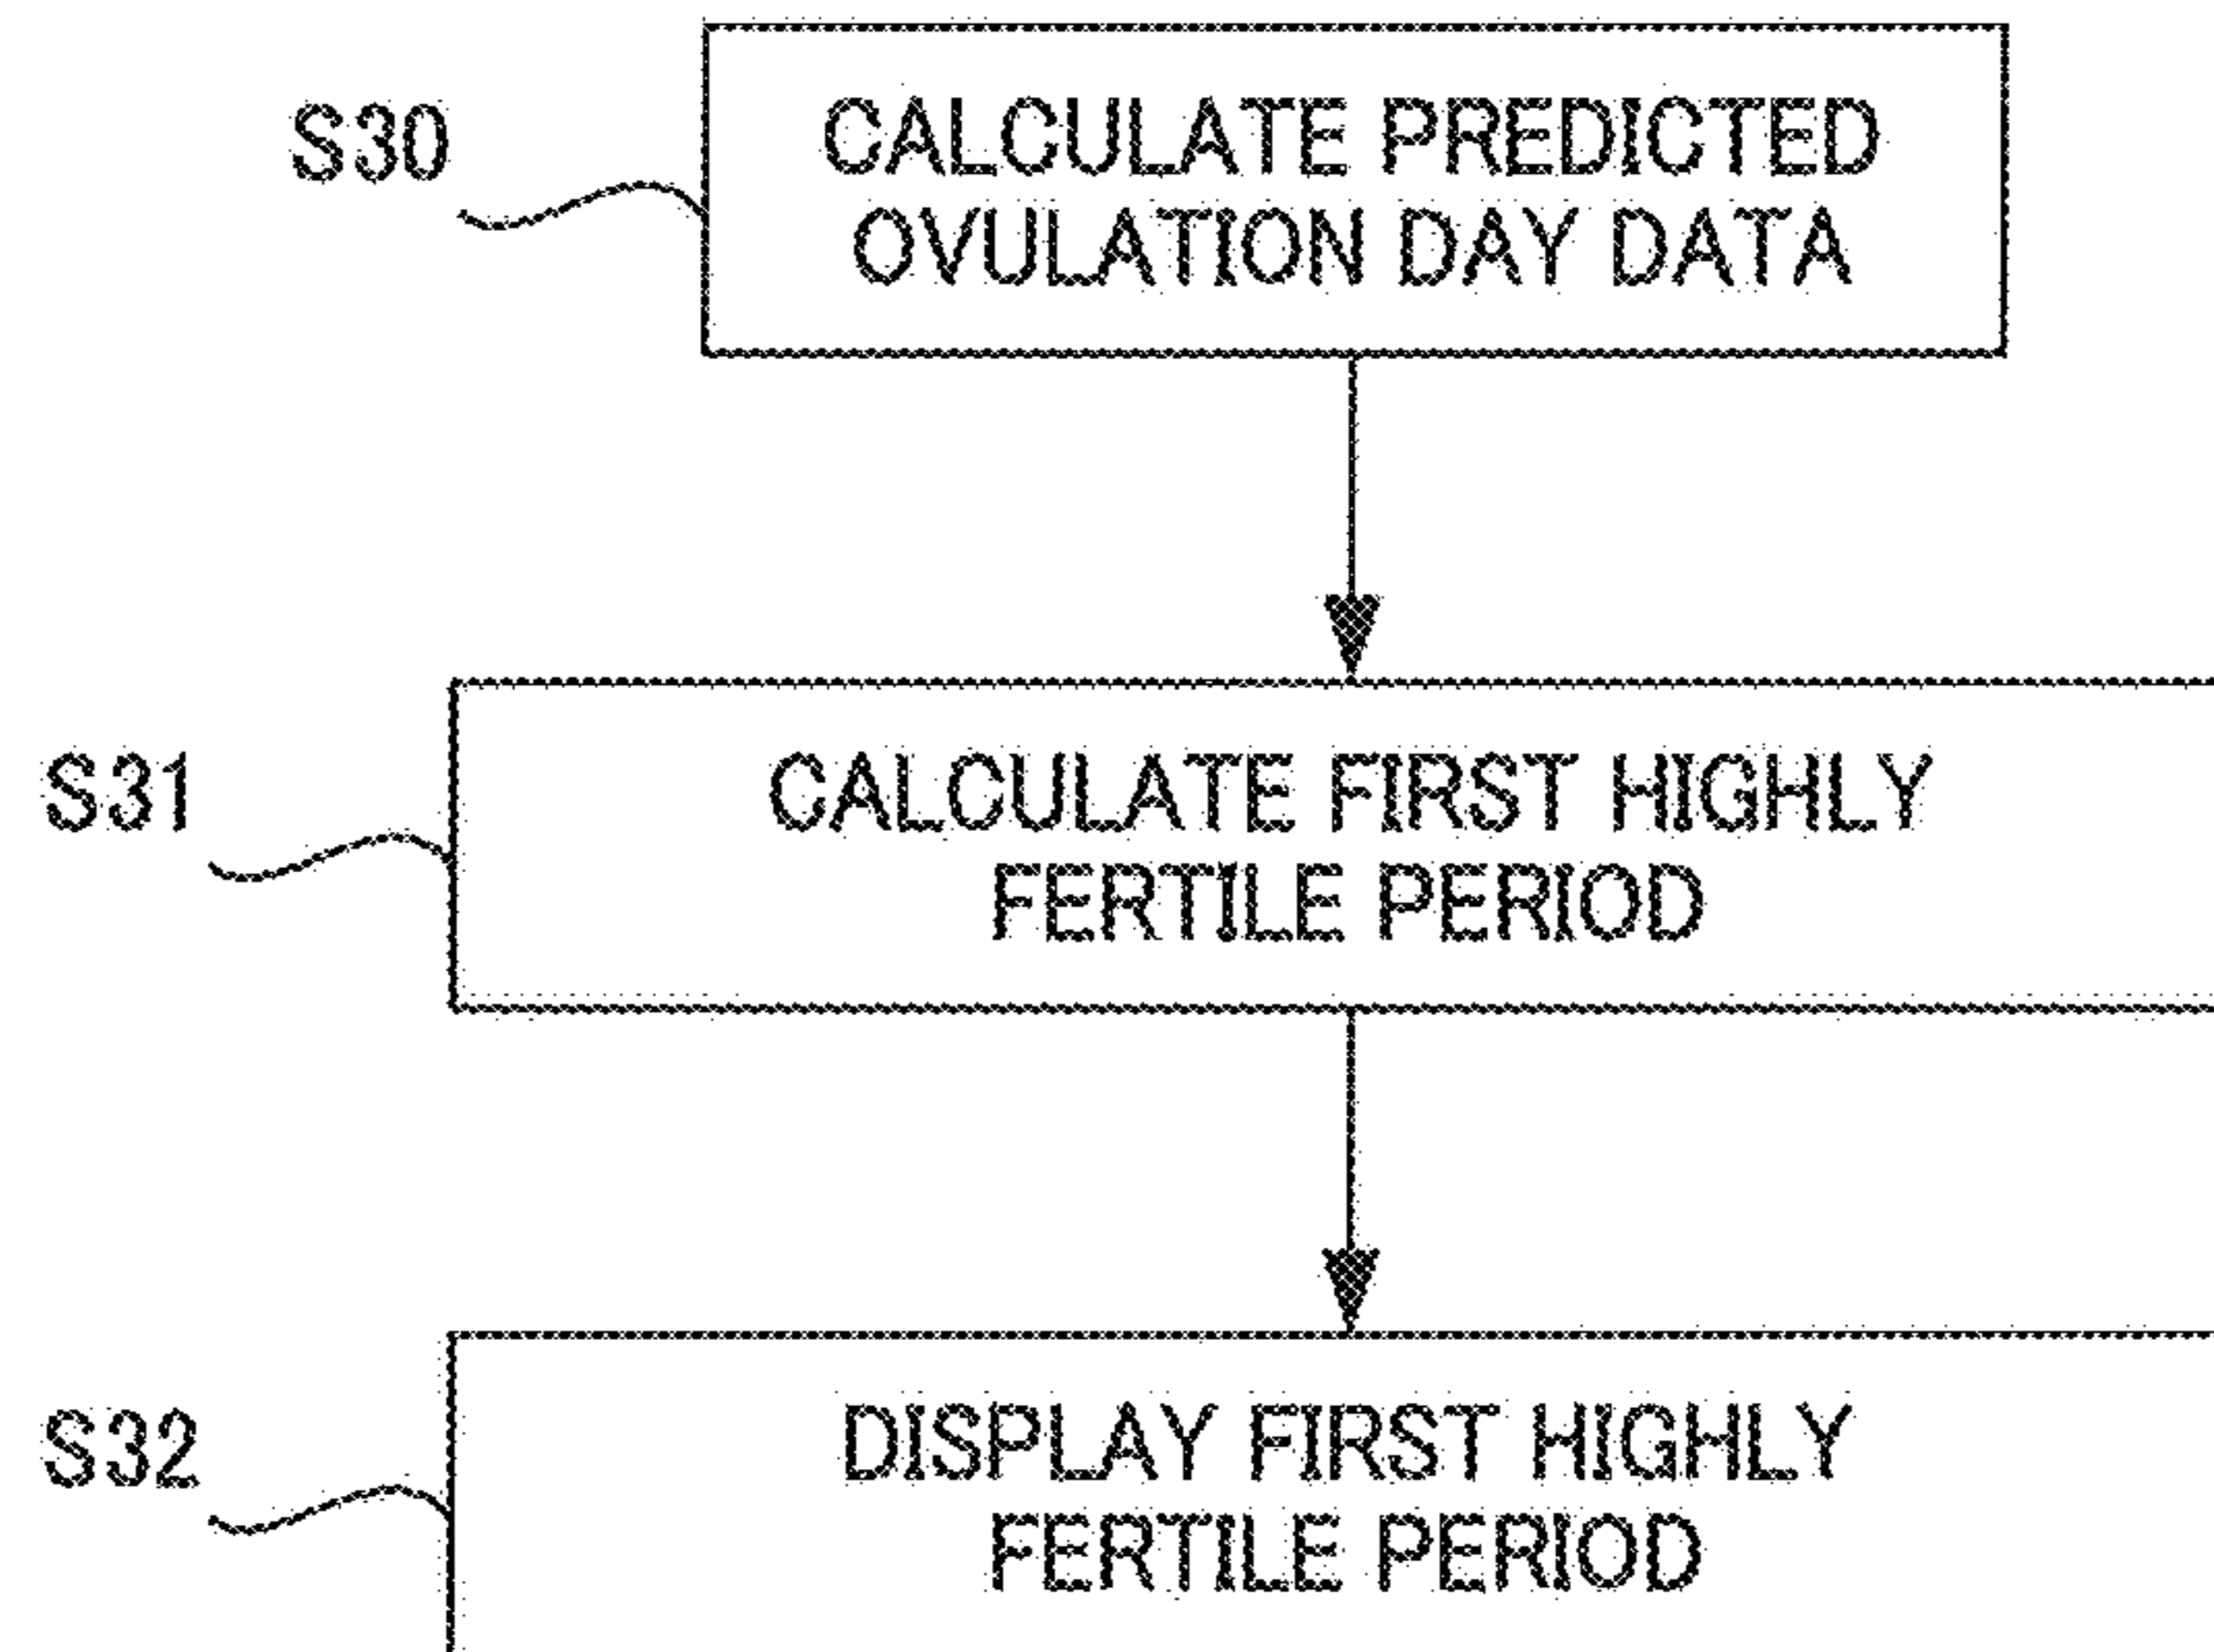 S30
CALCULATE PREDICTED
OVULATION DAY DATA
S31
CALCULATE FIRST HIGHLY
FERTILE PERIOD
S32
DISPLAY FIRST HIGHLY
FERTILE PERIOD